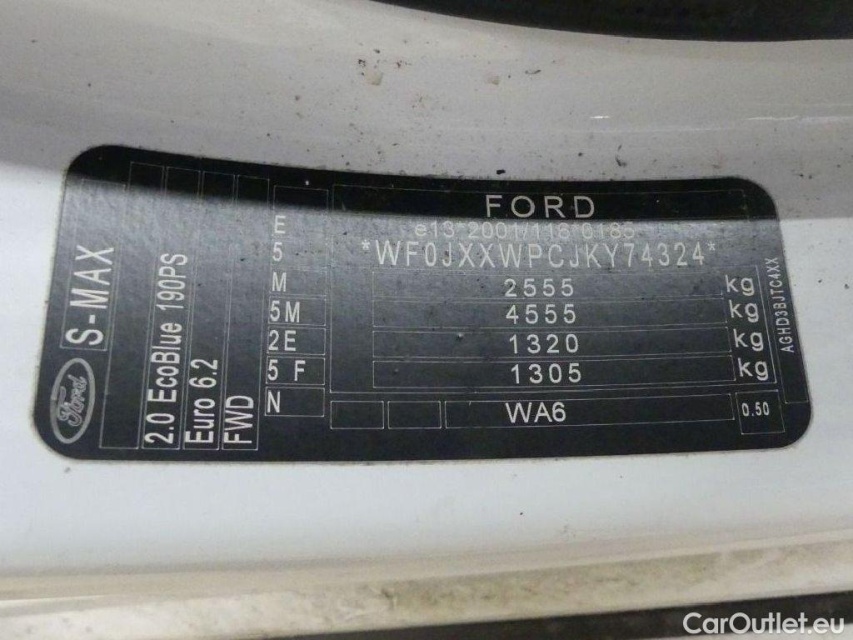 FORD
e13*2001/116*0185
*WF0JXXWPCJKY74324*
2555 kg
4555 kg
1320 kg
1305 kg
WA6 0.50
E
5
M
5M
2E
5 F
N
S-MAX
Ford
2.0 EcoBlue 190PS
Euro 6.2
FWD
AGHD3BJTC4XX
CarOutlet.eu